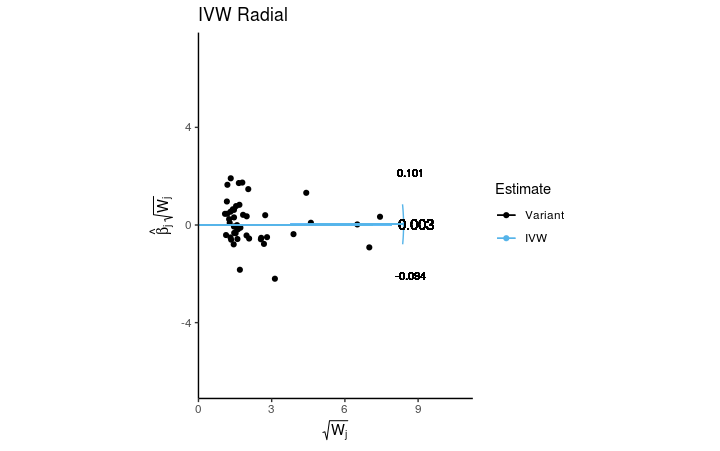 IVW Radial
β̂ⱼ√Wⱼ
4
0
-4
0.101
0.003
-0.094
0
3
6
9
√Wⱼ
Estimate
Variant
IVW